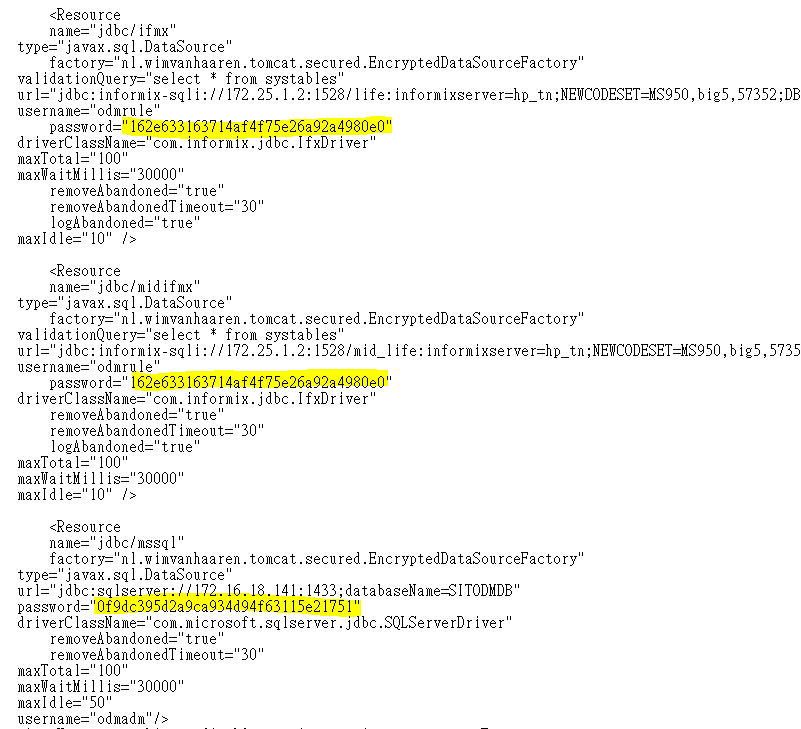 <Resource
name="jdbc/ifmx"
type="javax.sql.DataSource"
factory="nl.wimvanhaaren.tomcat.secured.EncryptedDataSourceFactory"
validationQuery="select * from systables"
url="jdbc:informix-sqli://172.25.1.2:1528/life:informixserver=hp_tn;NEWCODESET=MS950,big5,57352;DB
username="odmrule"
password="162e633163714af4f75e26a92a4980e0"
driverClassName="com.informix.jdbc.IfxDriver"
maxTotal="100"
maxWaitMillis="30000"
removeAbandoned="true"
removeAbandonedTimeout="30"
logAbandoned="true"
maxIdle="10" />
<Resource
name="jdbc/midifmx"
type="javax.sql.DataSource"
factory="nl.wimvanhaaren.tomcat.secured.EncryptedDataSourceFactory"
validationQuery="select * from systables"
url="jdbc:informix-sqli://172.25.1.2:1528/mid_life:informixserver=hp_tn;NEWCODESET=MS950,big5,5735
username="odmrule"
password="162e633163714af4f75e26a92a4980e0"
driverClassName="com.informix.jdbc.IfxDriver"
removeAbandoned="true"
removeAbandonedTimeout="30"
logAbandoned="true"
maxTotal="100"
maxWaitMillis="30000"
maxIdle="10" />
<Resource
name="jdbc/mssql"
factory="nl.wimvanhaaren.tomcat.secured.EncryptedDataSourceFactory"
type="javax.sql.DataSource"
url="jdbc:sqlserver://172.16.18.141:1433;databaseName=SITODMDB"
password="0f9dc395d2a9ca934d94f63115e21751"
driverClassName="com.microsoft.sqlserver.jdbc.SQLServerDriver"
removeAbandoned="true"
removeAbandonedTimeout="30"
maxTotal="100"
maxWaitMillis="30000"
maxIdle="50"
username="odmadm"/>